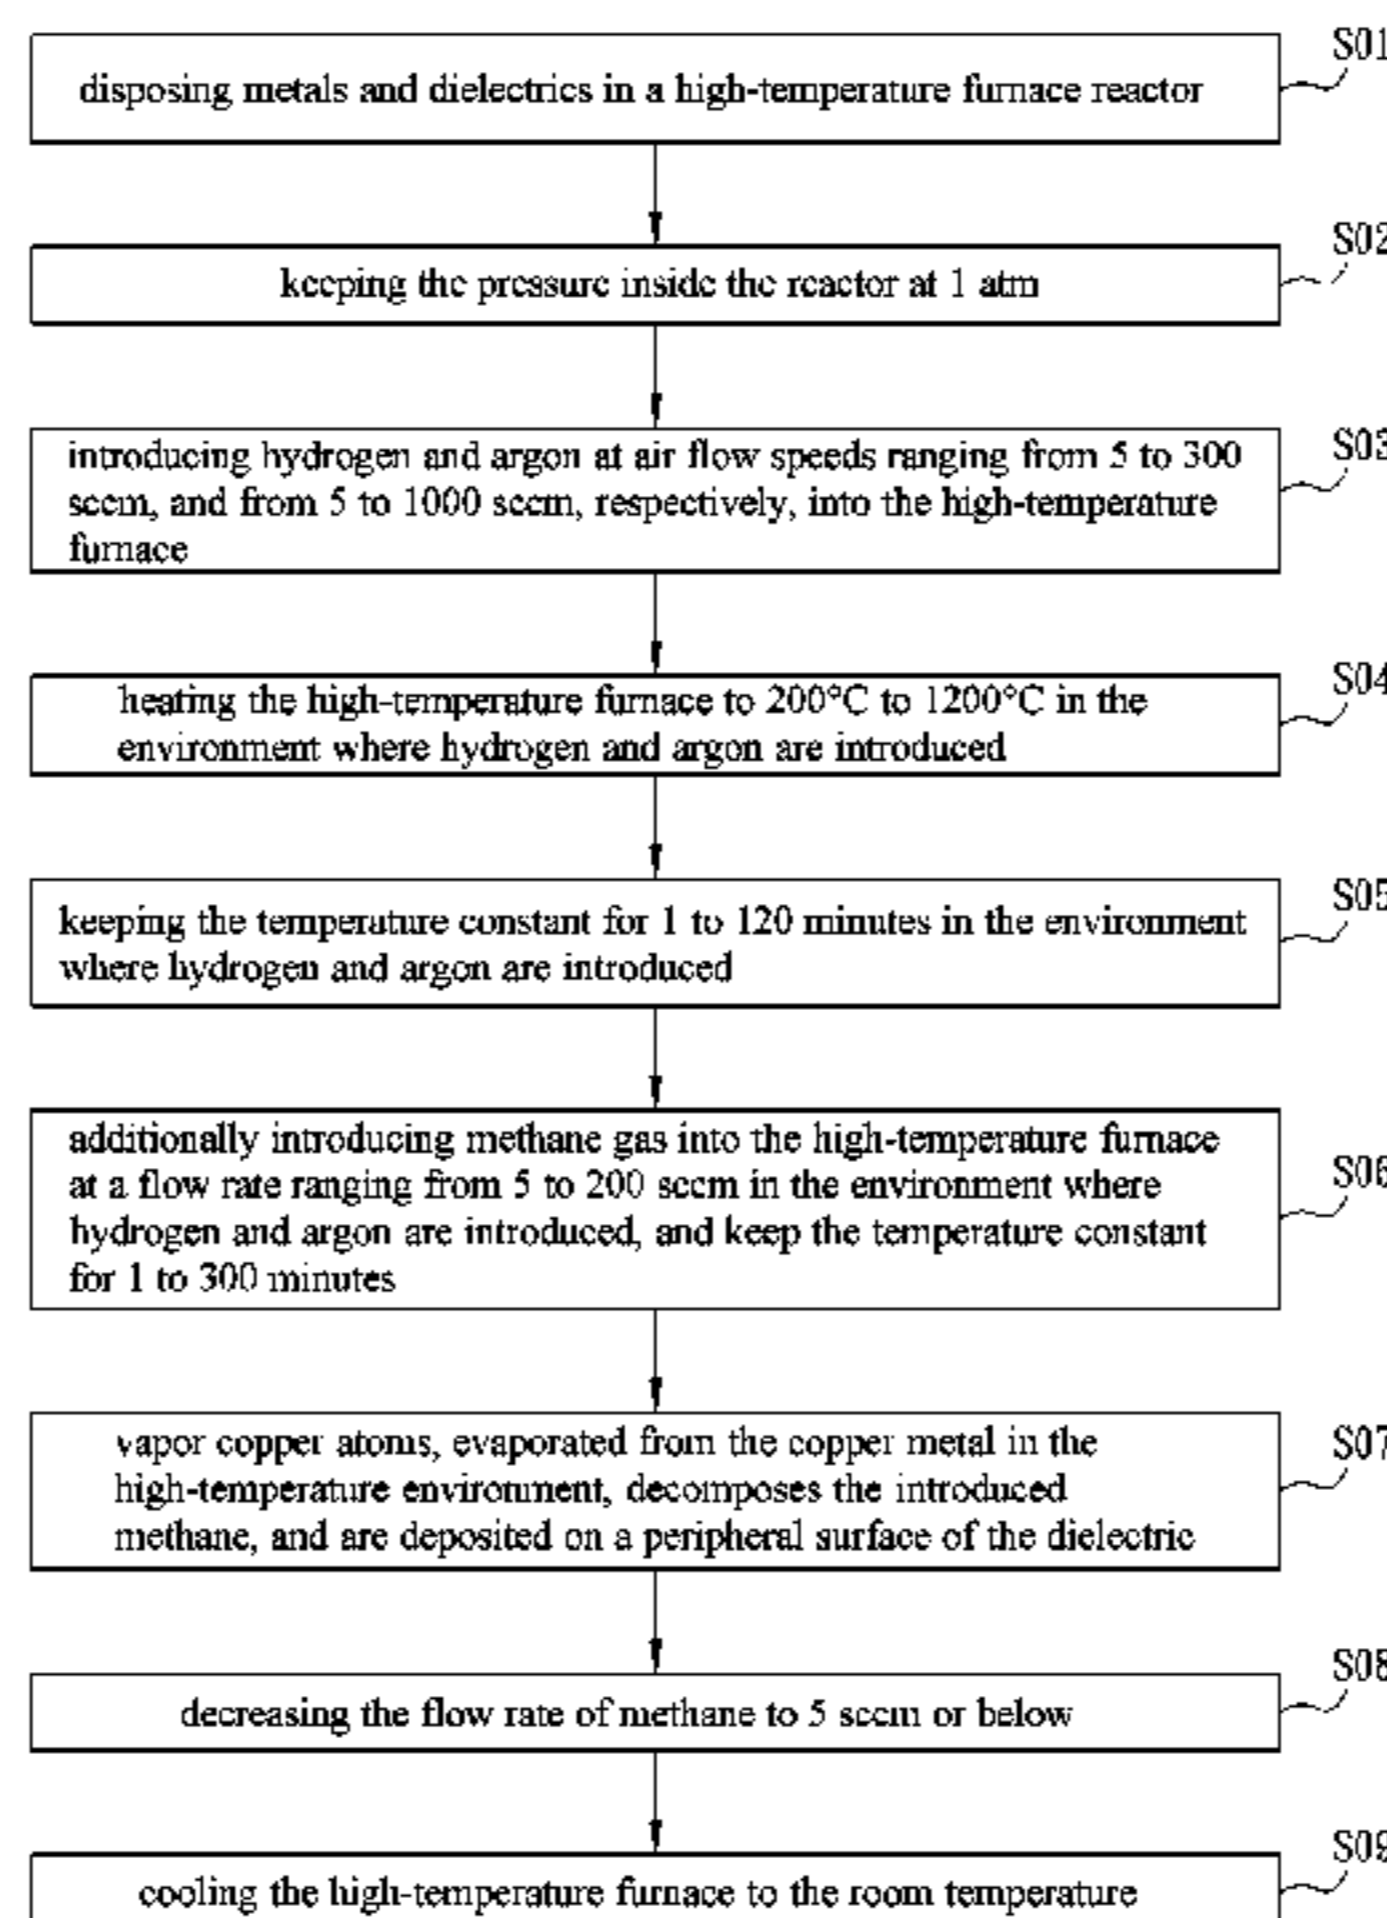 S01
disposing metals and dielectrics in a high-temperature furnace reactor
S02
keeping the pressure inside the reactor at 1 atm
S03
introducing hydrogen and argon at air flow speeds ranging from 5 to 300
sccm, and from 5 to 1000 sccm, respectively, into the high-temperature
furnace
S04
heating the high-temperature furnace to 200°C to 1200°C in the
environment where hydrogen and argon are introduced
S05
keeping the temperature constant for 1 to 120 minutes in the environment
where hydrogen and argon are introduced
S06
additionally introducing methane gas into the high-temperature furnace
at a flow rate ranging from 5 to 200 sccm in the environment where
hydrogen and argon are introduced, and keep the temperature constant
for 1 to 300 minutes
S07
vapor copper atoms, evaporated from the copper metal in the
high-temperature environment, decomposes the introduced
methane, and are deposited on a peripheral surface of the dielectric
S08
decreasing the flow rate of methane to 5 sccm or below
S09
cooling the high-temperature furnace to the room temperature